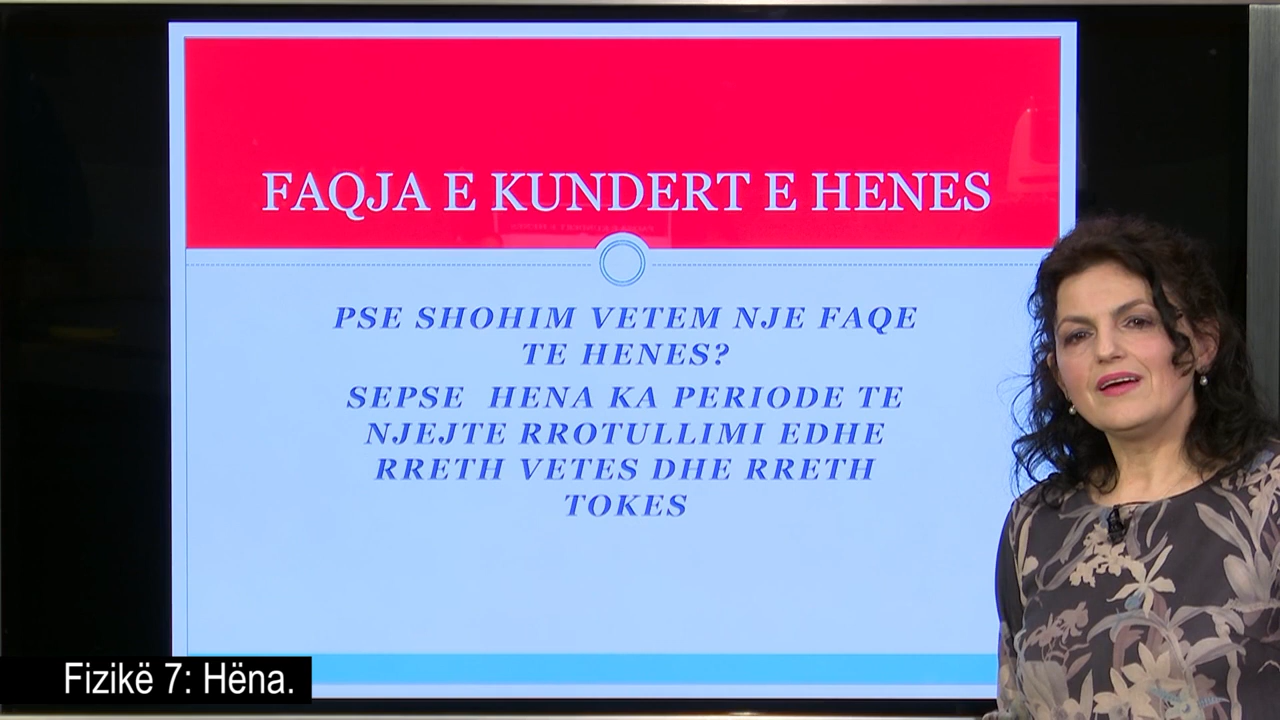 FAQJA E KUNDERT E HENES
PSE SHOHIM VETEM NJE FAQE
TE HENES?
SEPSE HENA KA PERIODE TE
NJEJTE RROTULLIMI EDHE
RRETH VETES DHE RRETH
TOKES
Fizikë 7: Hëna.